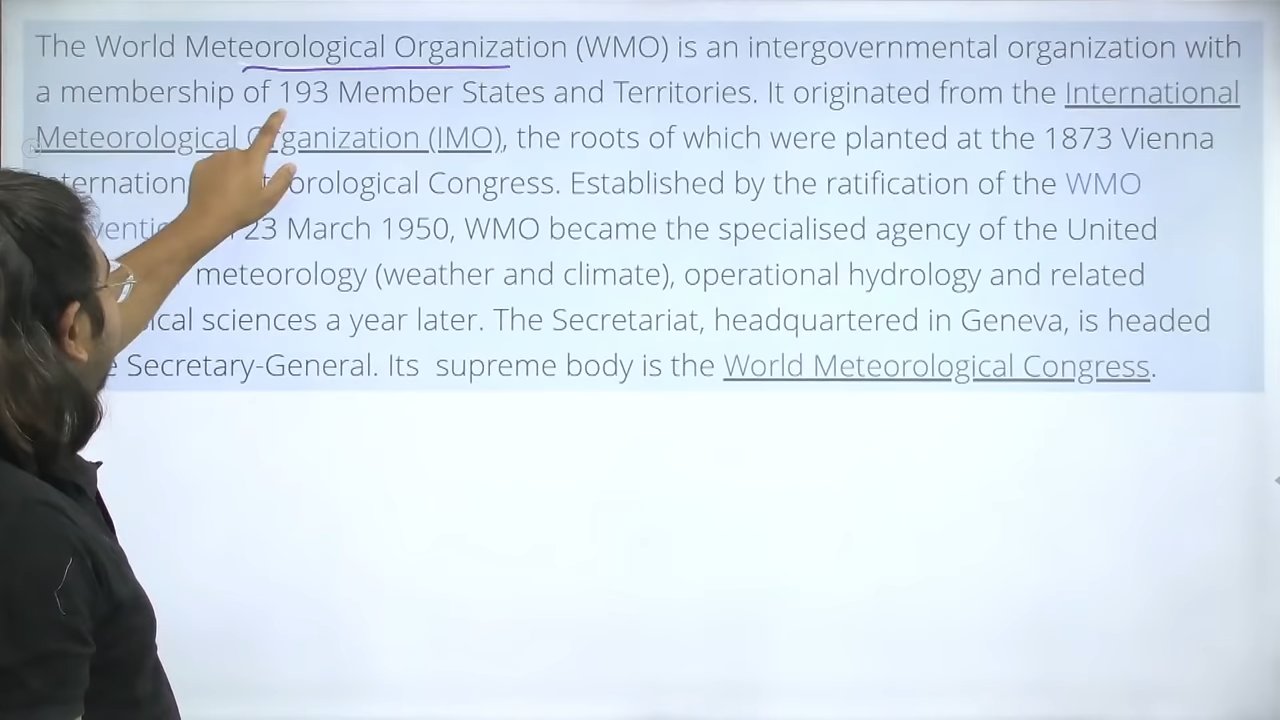 The World Meteorological Organization (WMO) is an intergovernmental organization with
a membership of 193 Member States and Territories. It originated from the International
Meteorological Organization (IMO), the roots of which were planted at the 1873 Vienna
orological Congress. Established by the ratification of the WMO
23 March 1950, WMO became the specialised agency of the United
meteorology (weather and climate), operational hydrology and related
sciences a year later. The Secretariat, headquartered in Geneva, is headed
Secretary-General. Its supreme body is the World Meteorological Congress.